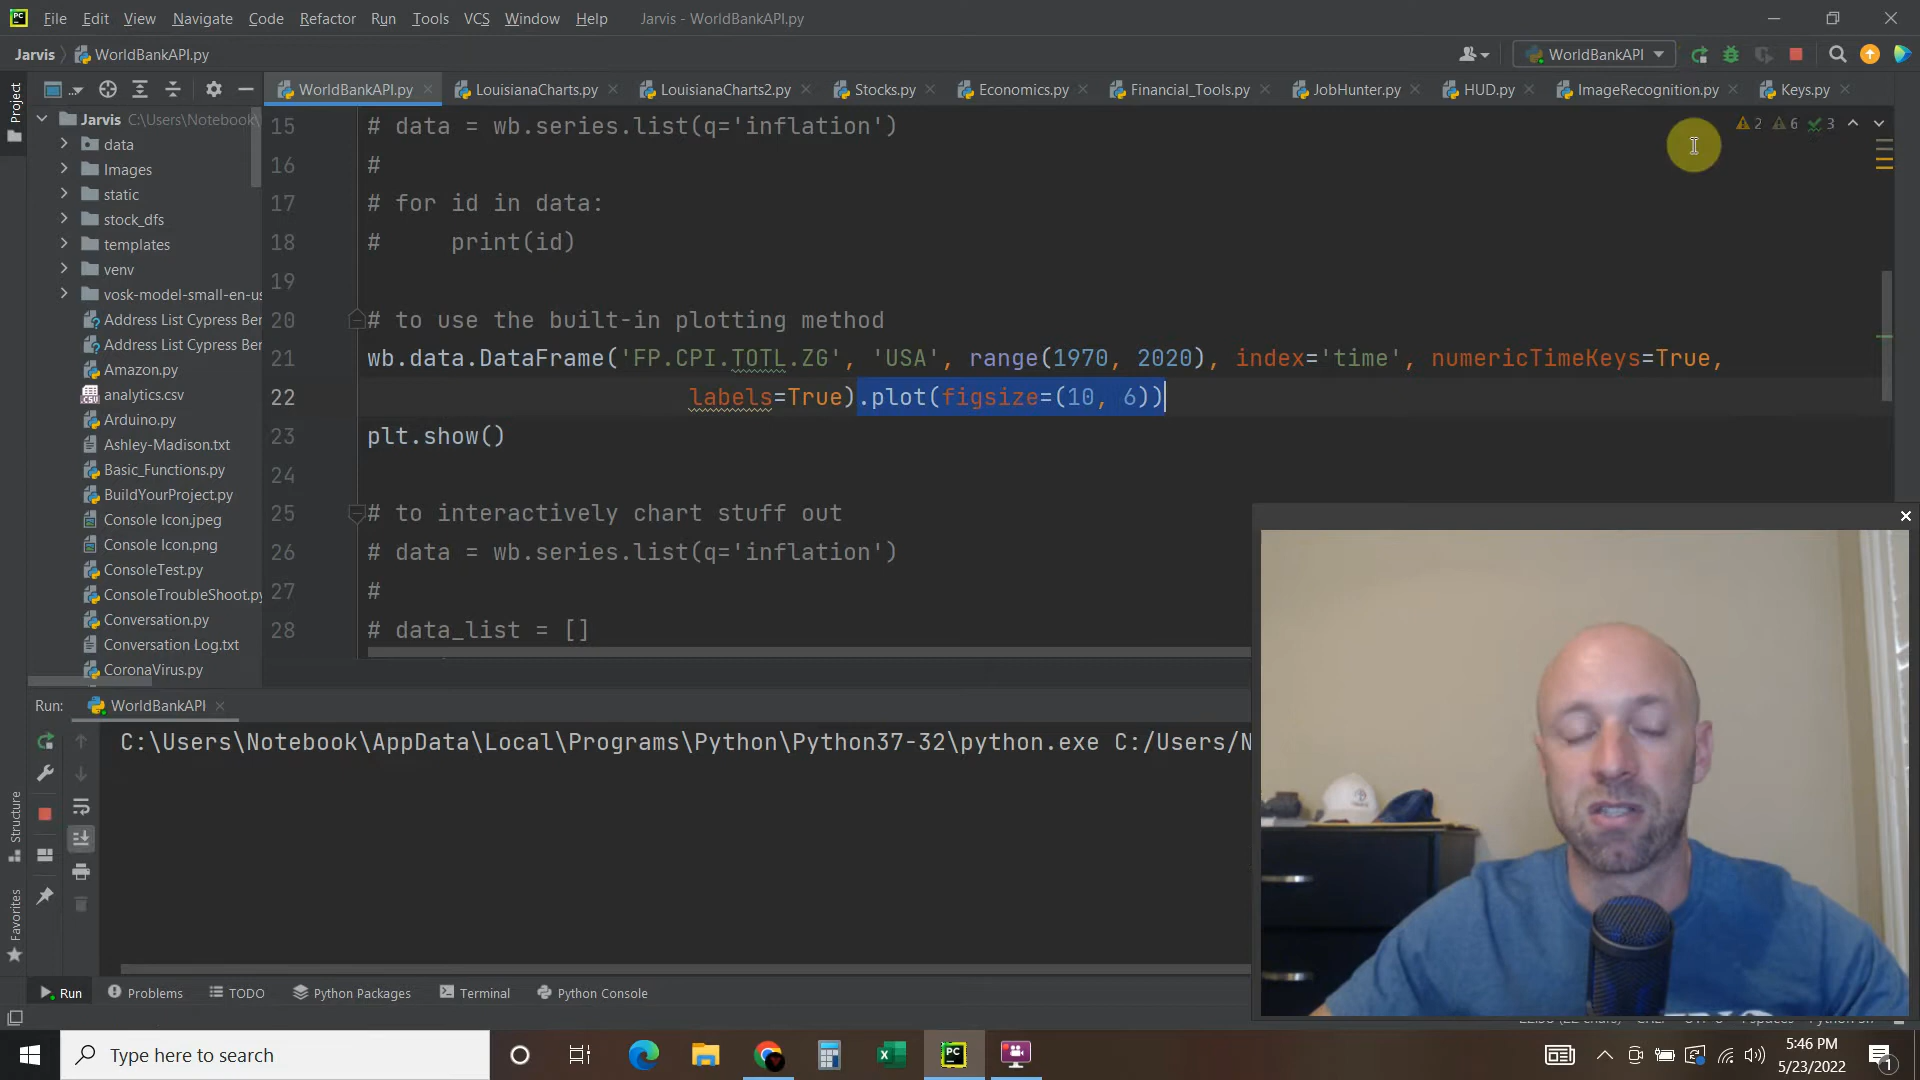 File Edit View Navigate Code Refactor Run Tools VCS Window Help Jarvis - WorldBankAPI.py
Jarvis WorldBankAPI.py WorldBankAPI
WorldBankAPI.py LouisianaCharts.py LouisianaCharts2.py Stocks.py Economics.py Financial_Tools.py JobHunter.py HUD.py ImageRecognition.py Keys.py
Project
Jarvis C:\Users\Notebook\
data
Images
static
stock_dfs
templates
venv
vosk-model-small-en-us
Address List Cypress Ber
Address List Cypress Ber
Amazon.py
analytics.csv
Arduino.py
Ashley-Madison.txt
Basic_Functions.py
BuildYourProject.py
Console Icon.jpeg
Console Icon.png
ConsoleTest.py
ConsoleTroubleShoot.py
Conversation.py
Conversation Log.txt
CoronaVirus.py
2 6 3
15 # data = wb.series.list(q='inflation')
16 #
17 # for id in data:
18 #     print(id)
19
20 # to use the built-in plotting method
21 wb.data.DataFrame('FP.CPI.TOTL.ZG', 'USA', range(1970, 2020), index='time', numericTimeKeys=True,
22 labels=True).plot(figsize=(10, 6))
23 plt.show()
24
25 # to interactively chart stuff out
26 # data = wb.series.list(q='inflation')
27 #
28 # data_list = []
Run: WorldBankAPI
C:\Users\Notebook\AppData\Local\Programs\Python\Python37-32\python.exe C:/Users/N
Structure
Favorites
Run Problems TODO Python Packages Terminal Python Console
Type here to search
5:46 PM
5/23/2022
1